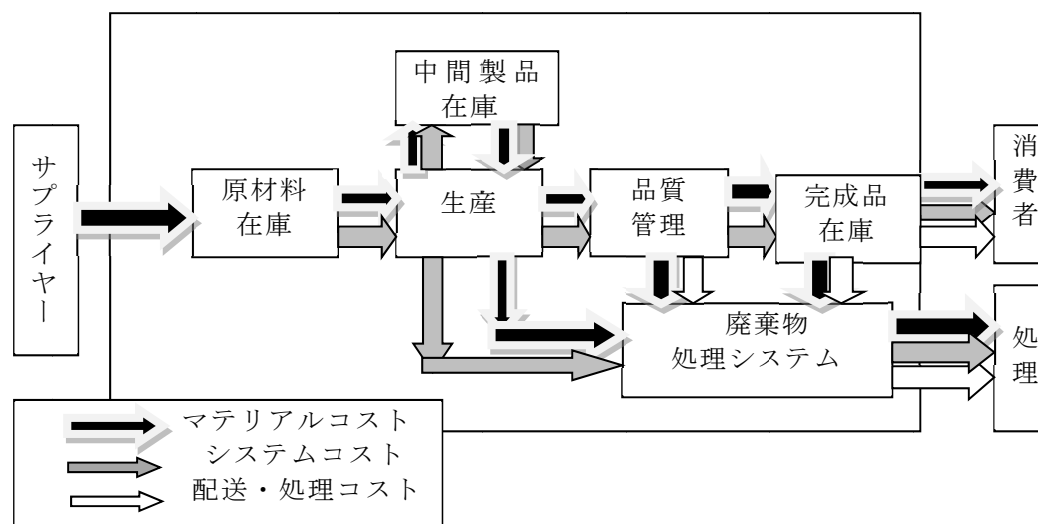 中間製品
在庫
サプライヤー
原材料
在庫
生産
品質
管理
完成品
在庫
消費者
廃棄物
処理システム
処理
マテリアルコスト
システムコスト
配送・処理コスト